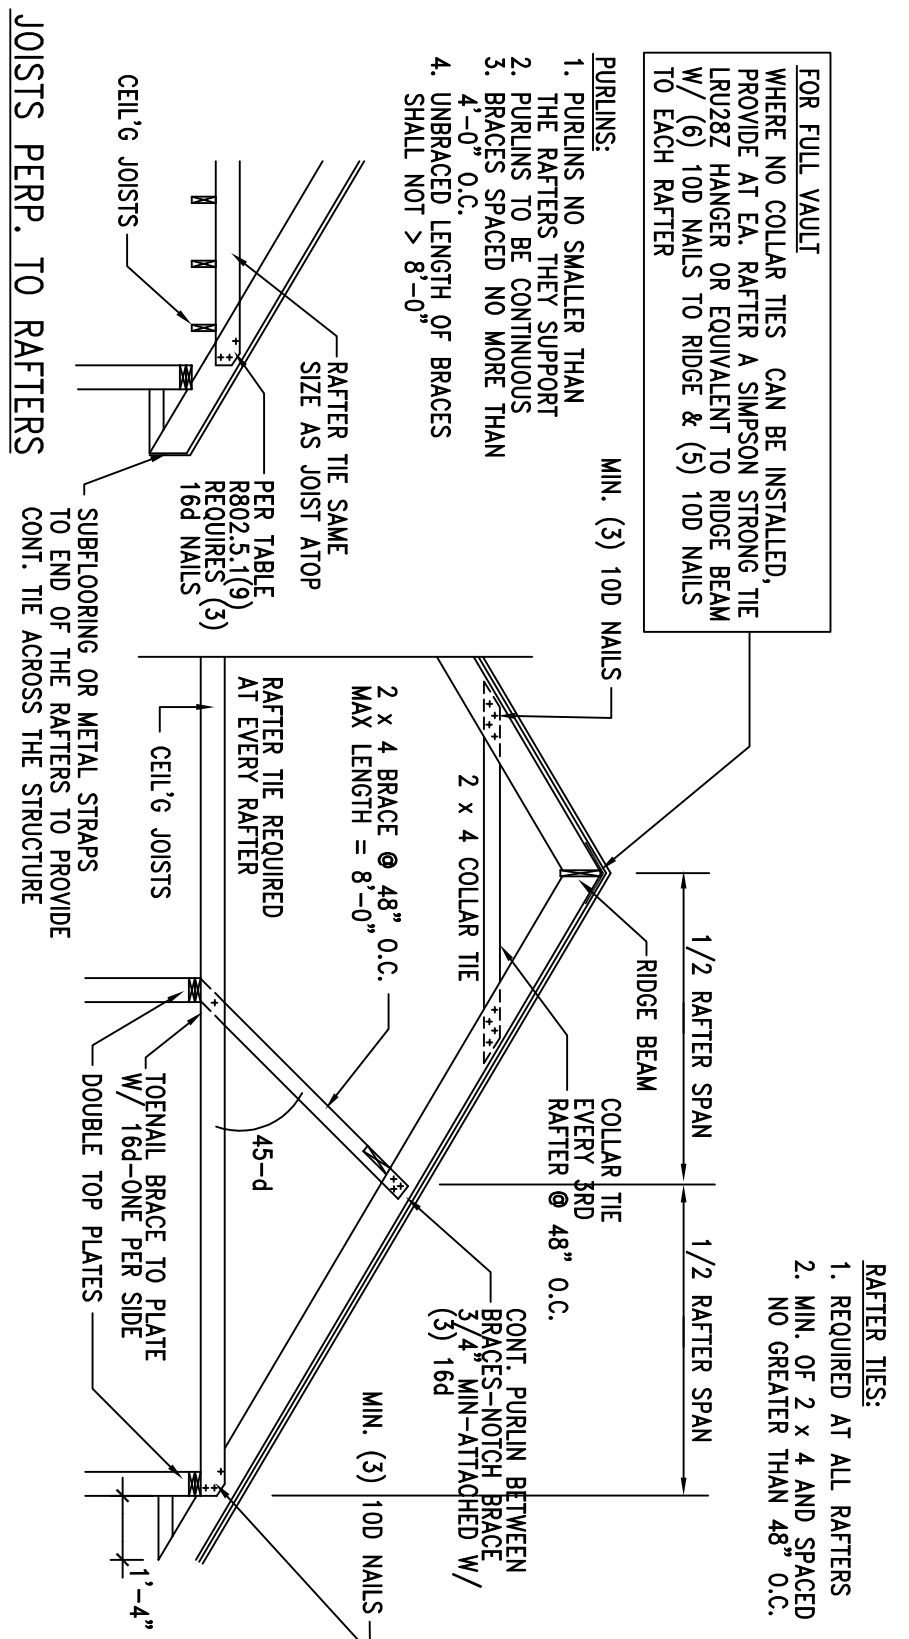 FOR FULL VAULT
WHERE NO COLLAR TIES CAN BE INSTALLED,
PROVIDE AT EA. RAFTER A SIMPSON STRONG TIE
LRU28Z HANGER OR EQUIVALENT TO RIDGE BEAM
W/ (6) 10D NAILS TO RIDGE & (5) 10D NAILS
TO EACH RAFTER
PURLINS:
1. PURLINS NO SMALLER THAN
THE RAFTERS THEY SUPPORT
2. PURLINS TO BE CONTINUOUS
3. BRACES SPACED NO MORE THAN
4'-0" O.C.
4. UNBRACED LENGTH OF BRACES
SHALL NOT > 8'-0"
RAFTER TIE SAME
SIZE AS JOIST ATOP
PER TABLE
R802.5.1(9)
REQUIRES (3)
16d NAILS
CEIL'G JOISTS
SUBFLOORING OR METAL STRAPS
TO END OF THE RAFTERS TO PROVIDE
CONT. TIE ACROSS THE STRUCTURE
JOISTS PERP. TO RAFTERS
RAFTER TIES:
1. REQUIRED AT ALL RAFTERS
2. MIN. OF 2 x 4 AND SPACED
NO GREATER THAN 48" O.C.
1/2 RAFTER SPAN
1/2 RAFTER SPAN
MIN. (3) 10D NAILS
RIDGE BEAM
COLLAR TIE
EVERY 3RD
RAFTER @ 48" O.C.
2 x 4 COLLAR TIE
CONT. PURLIN BETWEEN
BRACES-NOTCH BRACE
3/4" MIN-ATTACHED W/
(3) 16d
2 x 4 BRACE @ 48" O.C.
MAX LENGTH = 8'-0"
MIN. (3) 10D NAILS
RAFTER TIE REQUIRED
AT EVERY RAFTER
45-d
CEIL'G JOISTS
TOENAIL BRACE TO PLATE
W/ 16d-ONE PER SIDE
DOUBLE TOP PLATES
1'-4"